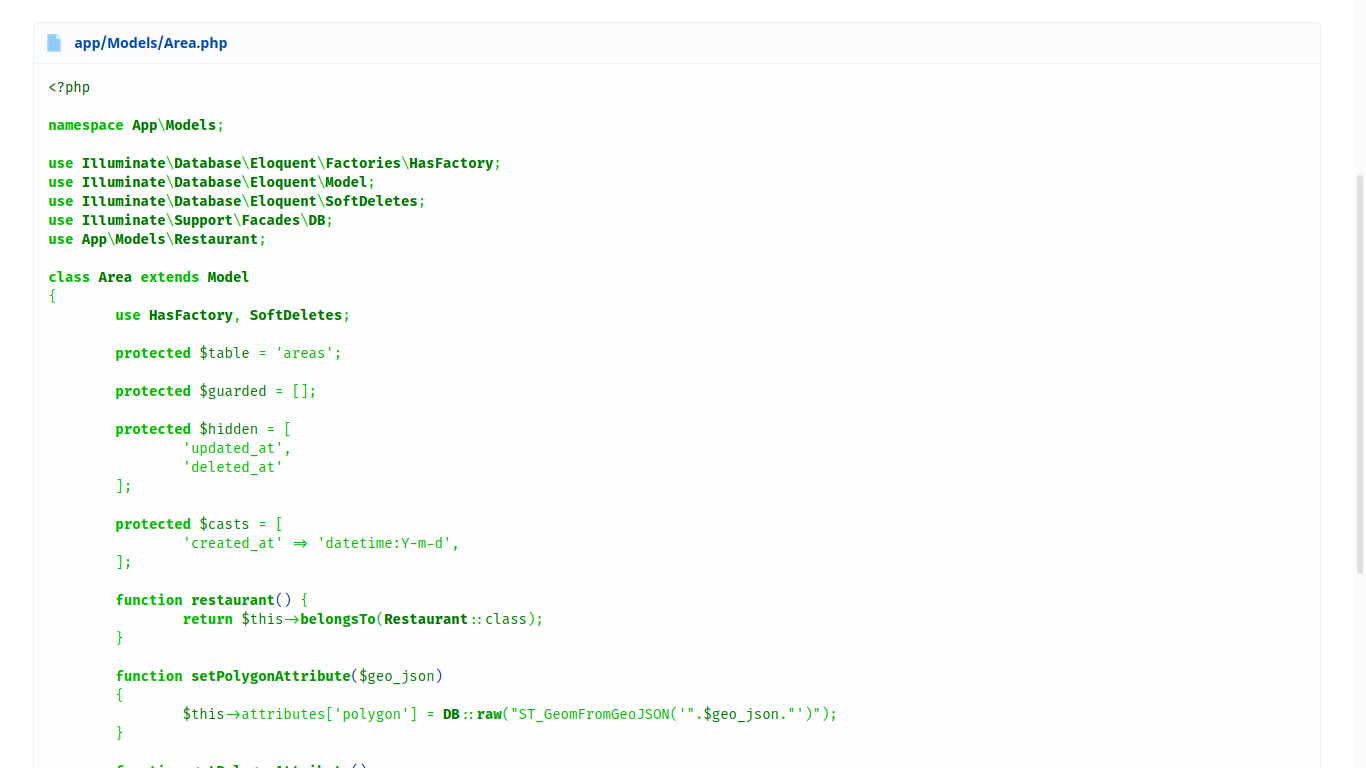 app/Models/Area.php
<?php
namespace App\Models;
use Illuminate\Database\Eloquent\Factories\HasFactory;
use Illuminate\Database\Eloquent\Model;
use Illuminate\Database\Eloquent\SoftDeletes;
use Illuminate\Support\Facades\DB;
use App\Models\Restaurant;
class Area extends Model
{
use HasFactory, SoftDeletes;
protected $table = 'areas';
protected $guarded = [];
protected $hidden = [
'updated_at',
'deleted_at'
];
protected $casts = [
'created_at' => 'datetime:Y-m-d',
];
function restaurant() {
return $this->belongsTo(Restaurant::class);
}
function setPolygonAttribute($geo_json)
{
$this->attributes['polygon'] = DB::raw("ST_GeomFromGeoJSON('".$geo_json."')");
}